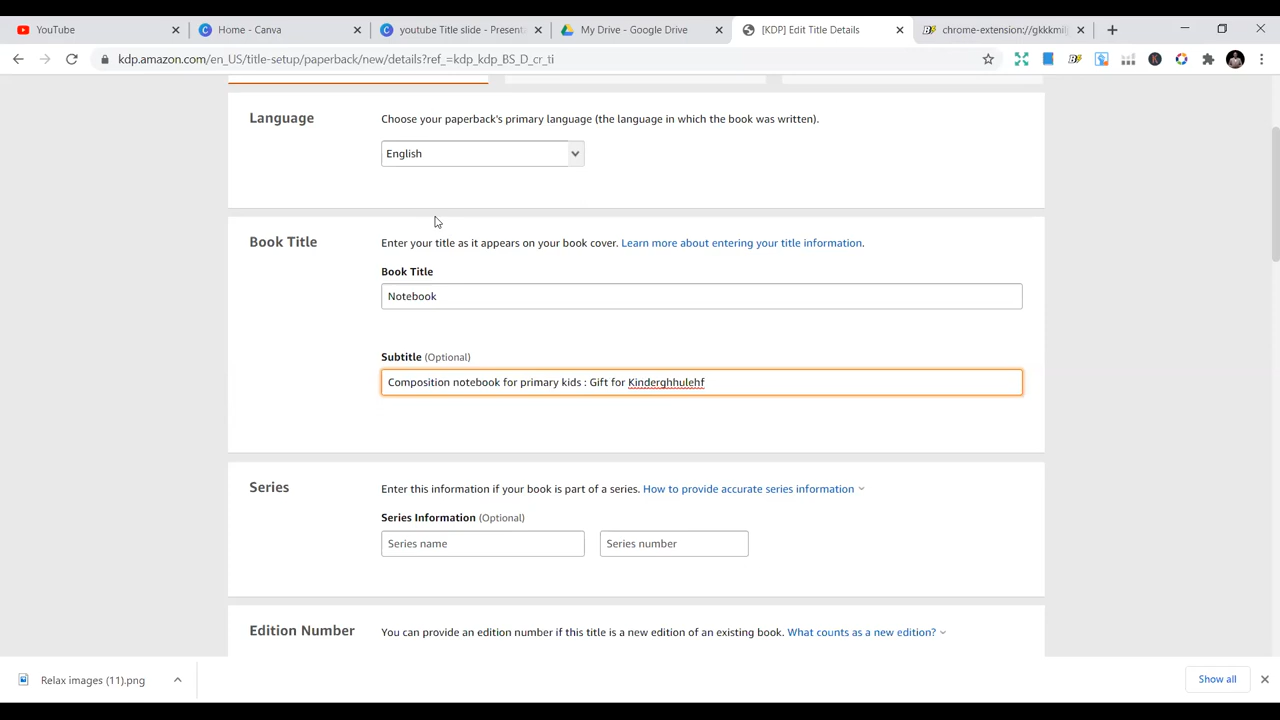 YouTube
Home - Canva
youtube Title slide - Present
My Drive - Google Drive
[KDP] Edit Title Details
chrome-extension://gkkkmilj
kdp.amazon.com/en_US/title-setup/paperback/new/details?ref_=kdp_kdp_BS_D_cr_ti
Language
Choose your paperback's primary language (the language in which the book was written).
English
Book Title
Enter your title as it appears on your book cover. Learn more about entering your title information.
Book Title
Notebook
Subtitle (Optional)
Composition notebook for primary kids : Gift for Kinderghhulehf
Series
Enter this information if your book is part of a series. How to provide accurate series information
Series Information (Optional)
Series name
Series number
Edition Number
You can provide an edition number if this title is a new edition of an existing book. What counts as a new edition?
Relax images (11).png
Show all